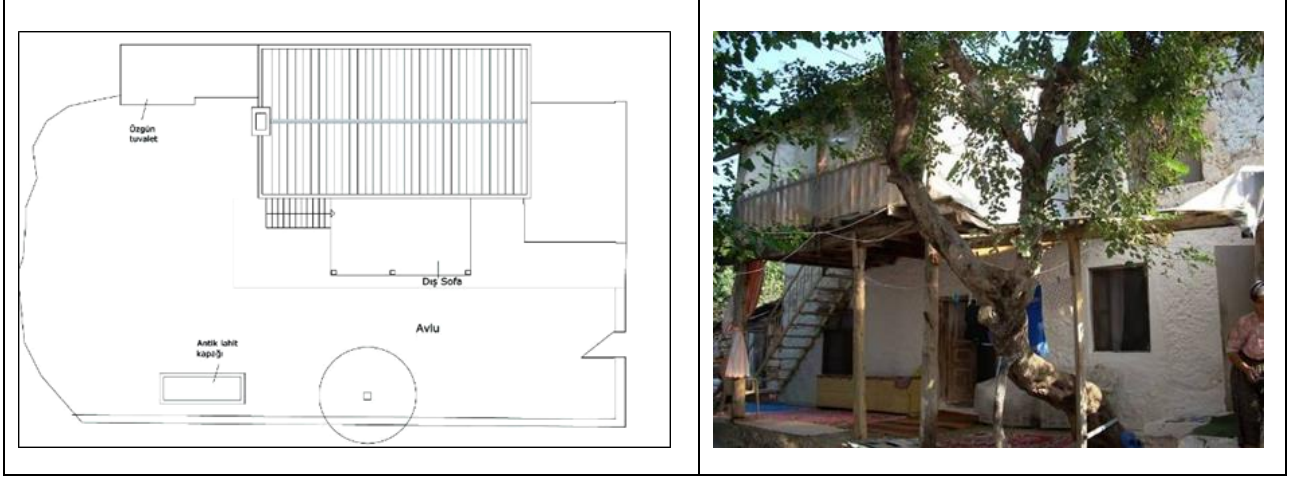 Özgün
tuvalet
Dış Sofa
Avlu
Antik lahit
kapağı